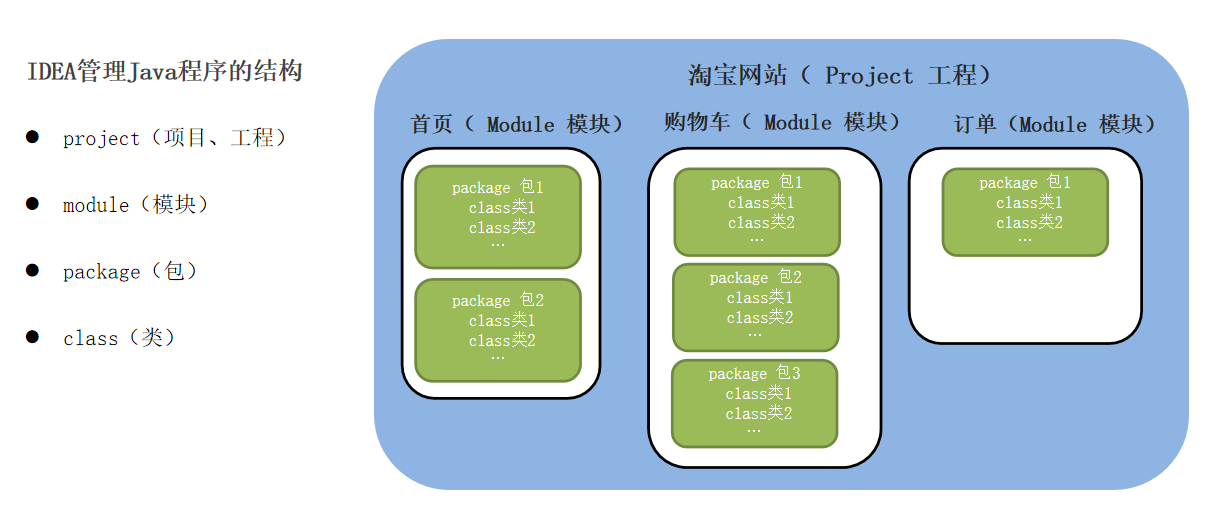 IDEA管理Java程序的结构
project（项目、工程）
module（模块）
package（包）
class（类）
淘宝网站（ Project 工程）
首页（ Module 模块）
package 包1
class类1
class类2
…
package 包2
class类1
class类2
…
购物车（ Module 模块）
package 包1
class类1
class类2
…
package 包2
class类1
class类2
…
package 包3
class类1
class类2
…
订单（Module 模块）
package 包1
class类1
class类2
…